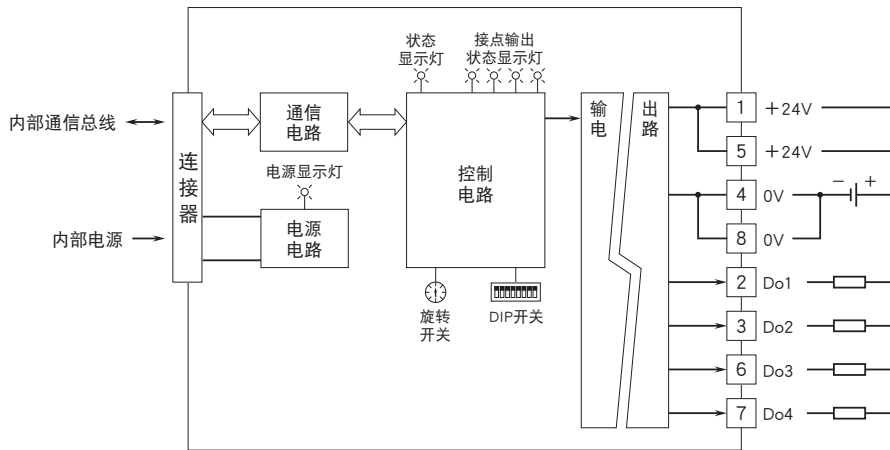 状态
显示灯
接点输出
状态显示灯
内部通信总线
连
接
器
通信
电路
控制
电路
输 出
电 路
电源显示灯
内部电源
电源
电路
旋转
开关
DIP开关
1 +24V
5 +24V
4 0V
- +
8 0V
2 Do1
3 Do2
6 Do3
7 Do4